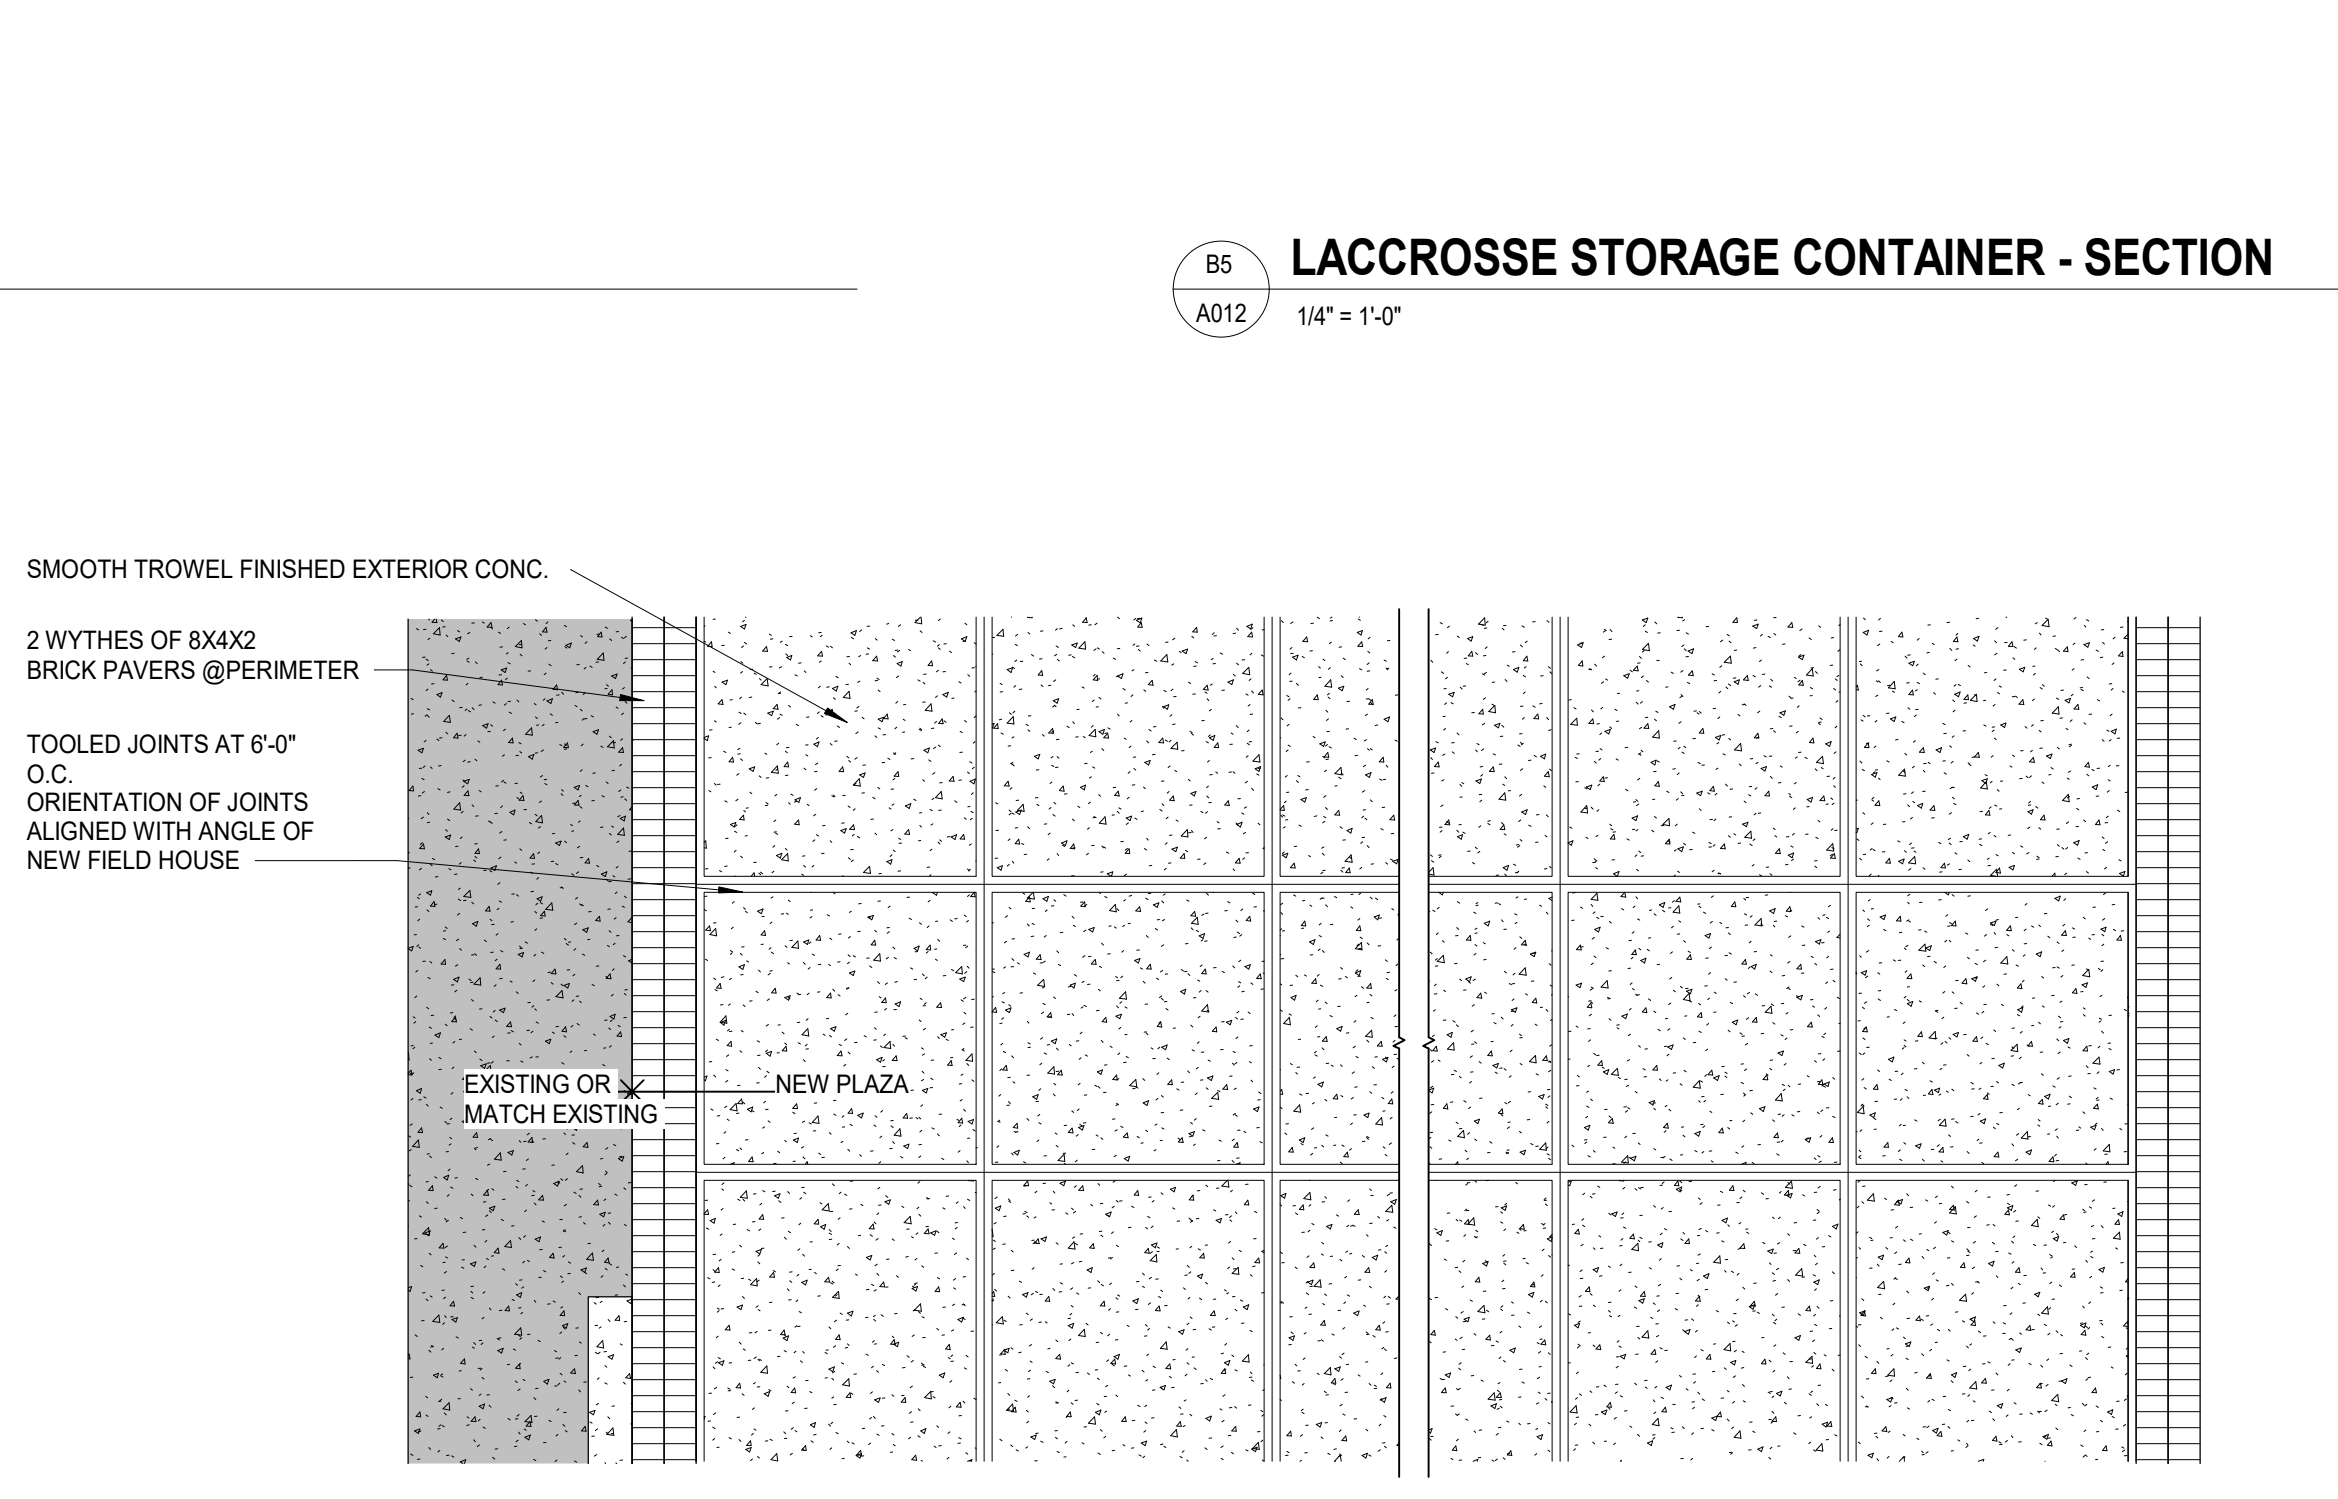 B5
LACCROSSE STORAGE CONTAINER - SECTION
A012
1/4" = 1'-0"
SMOOTH TROWEL FINISHED EXTERIOR CONC.
2 WYTHES OF 8X4X2
BRICK PAVERS @PERIMETER
TOOLED JOINTS AT 6'-0"
O.C.
ORIENTATION OF JOINTS
ALIGNED WITH ANGLE OF
NEW FIELD HOUSE
EXISTING OR
MATCH EXISTING
NEW PLAZA